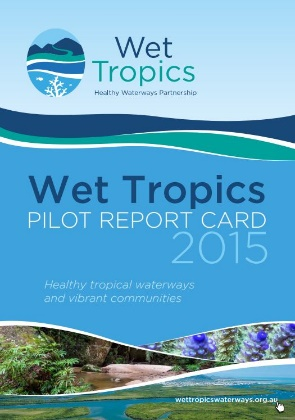 Wet
Tropics
Healthy Waterways Partnership
Wet Tropics
PILOT REPORT CARD
2015
Healthy tropical waterways
and vibrant communities
wettropicswaterways.org.au